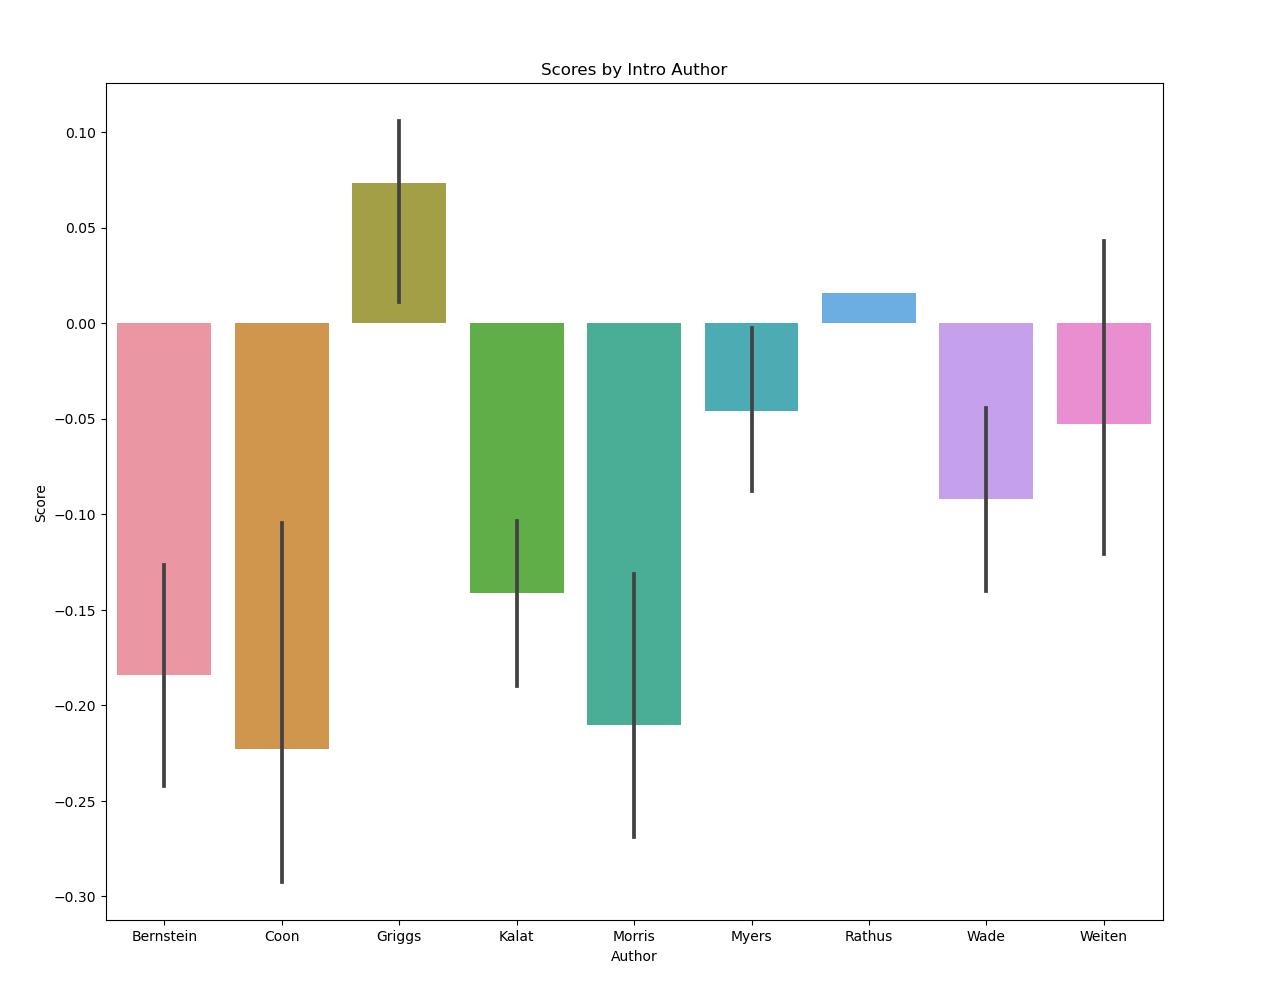 Scores by Intro Author
0.10
0.05
0.00
−0.05
−0.10
−0.15
−0.20
−0.25
−0.30
Score
Bernstein Coon Griggs Kalat Morris Myers Rathus Wade Weiten
Author